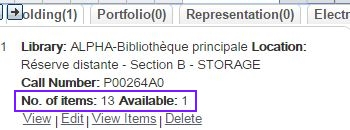 olding(1) Portfolio(0) Representation(0) Electr
1 Library: ALPHA-Bibliothèque principale Location:
Réserve distante - Section B - STORAGE
Call Number: P00264A0
No. of items: 13 Available: 1
View | Edit | View Items | Delete